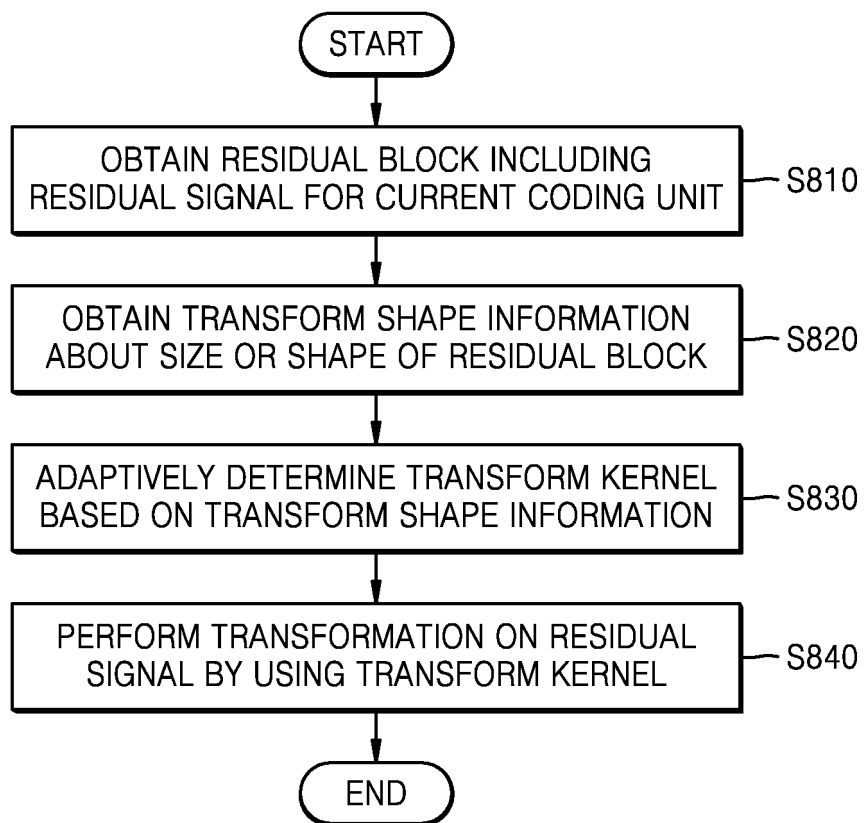 START
OBTAIN RESIDUAL BLOCK INCLUDING
RESIDUAL SIGNAL FOR CURRENT CODING UNIT
S810
OBTAIN TRANSFORM SHAPE INFORMATION
ABOUT SIZE OR SHAPE OF RESIDUAL BLOCK
S820
ADAPTIVELY DETERMINE TRANSFORM KERNEL
BASED ON TRANSFORM SHAPE INFORMATION
S830
PERFORM TRANSFORMATION ON RESIDUAL
SIGNAL BY USING TRANSFORM KERNEL
S840
END